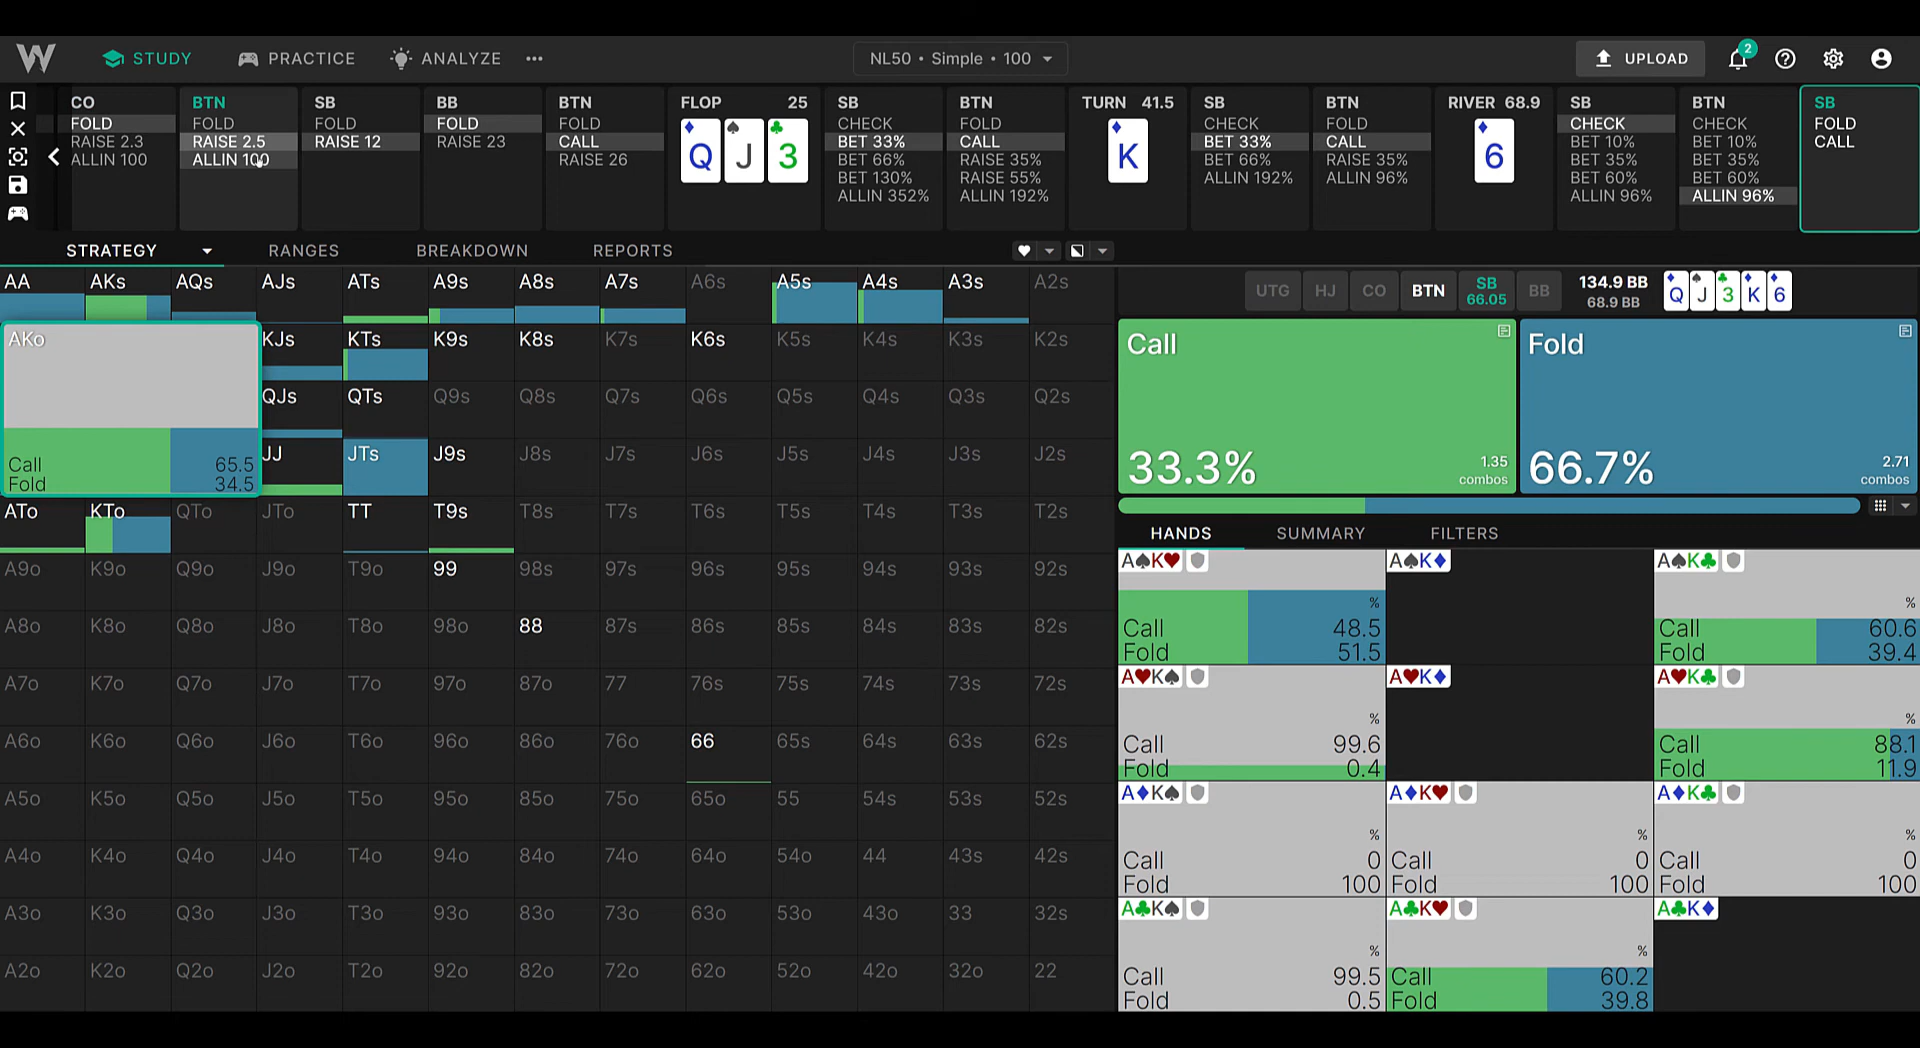 W STUDY PRACTICE ANALYZE ••• NL50 • Simple • 100 UPLOAD 2
CO
FOLD
RAISE 2.3
ALLIN 100
BTN
FOLD
RAISE 2.5
ALLIN 100
SB
FOLD
RAISE 12
BB
FOLD
RAISE 23
BTN
FOLD
CALL
RAISE 26
FLOP 25
Q J 3
SB
CHECK
BET 33%
BET 66%
BET 130%
ALLIN 352%
BTN
FOLD
CALL
RAISE 35%
RAISE 55%
ALLIN 192%
TURN 41.5
K
SB
CHECK
BET 33%
BET 66%
ALLIN 192%
BTN
FOLD
CALL
RAISE 35%
ALLIN 96%
RIVER 68.9
6
SB
CHECK
BET 10%
BET 35%
BET 60%
ALLIN 96%
BTN
CHECK
BET 10%
BET 35%
BET 60%
ALLIN 96%
SB
FOLD
CALL
STRATEGY RANGES BREAKDOWN REPORTS
AA AKs AQs AJs ATs A9s A8s A7s A6s A5s A4s A3s A2s
AKo KJs KTs K9s K8s K7s K6s K5s K4s K3s K2s
QJs QTs Q9s Q8s Q7s Q6s Q5s Q4s Q3s Q2s
JJ JTs J9s J8s J7s J6s J5s J4s J3s J2s
Call 65.5
Fold 34.5
ATo KTo QTo JTo TT T9s T8s T7s T6s T5s T4s T3s T2s
A9o K9o Q9o J9o T9o 99 98s 97s 96s 95s 94s 93s 92s
A8o K8o Q8o J8o T8o 98o 88 87s 86s 85s 84s 83s 82s
A7o K7o Q7o J7o T7o 97o 87o 77 76s 75s 74s 73s 72s
A6o K6o Q6o J6o T6o 96o 86o 76o 66 65s 64s 63s 62s
A5o K5o Q5o J5o T5o 95o 85o 75o 65o 55 54s 53s 52s
A4o K4o Q4o J4o T4o 94o 84o 74o 64o 54o 44 43s 42s
A3o K3o Q3o J3o T3o 93o 83o 73o 63o 53o 43o 33 32s
A2o K2o Q2o J2o T2o 92o 82o 72o 62o 52o 42o 32o 22
UTG HJ CO BTN SB 66.05 BB 134.9 BB 68.9 BB Q J 3 K 6
Call
33.3%
1.35
combos
Fold
66.7%
2.71
combos
HANDS SUMMARY FILTERS
A♠K♥ A♠K♦ A♠K♣
% %
Call 48.5 Call 60.6
Fold 51.5 Fold 39.4
A♥K♠ A♥K♦ A♥K♣
% %
Call 99.6 Call 88.1
Fold 0.4 Fold 11.9
A♦K♠ A♦K♥ A♦K♣
% % %
Call 0 Call 0 Call 0
Fold 100 Fold 100 Fold 100
A♣K♠ A♣K♥ A♣K♦
% %
Call 99.5 Call 60.2
Fold 0.5 Fold 39.8